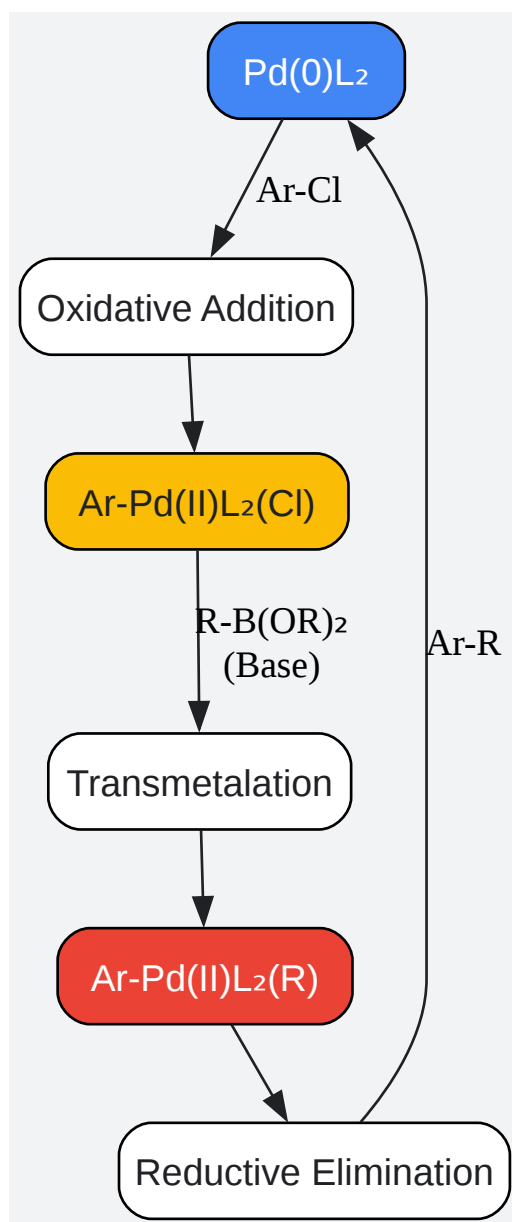 Pd(0)L₂
Ar-Cl
Oxidative Addition
Ar-Pd(II)L₂(Cl)
R-B(OR)₂
(Base)
Ar-R
Transmetalation
Ar-Pd(II)L₂(R)
Reductive Elimination